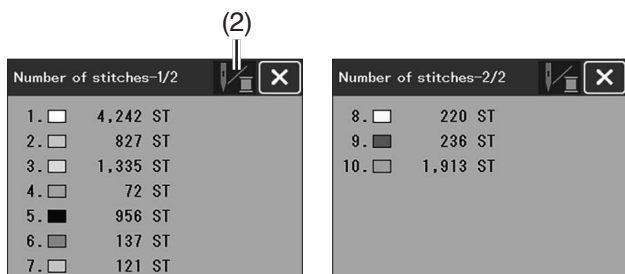 (2)
Number of stitches-1/2
1. 4,242 ST
2. 827 ST
3. 1,335 ST
4. 72 ST
5. 956 ST
6. 137 ST
7. 121 ST
Number of stitches-2/2
8. 220 ST
9. 236 ST
10. 1,913 ST